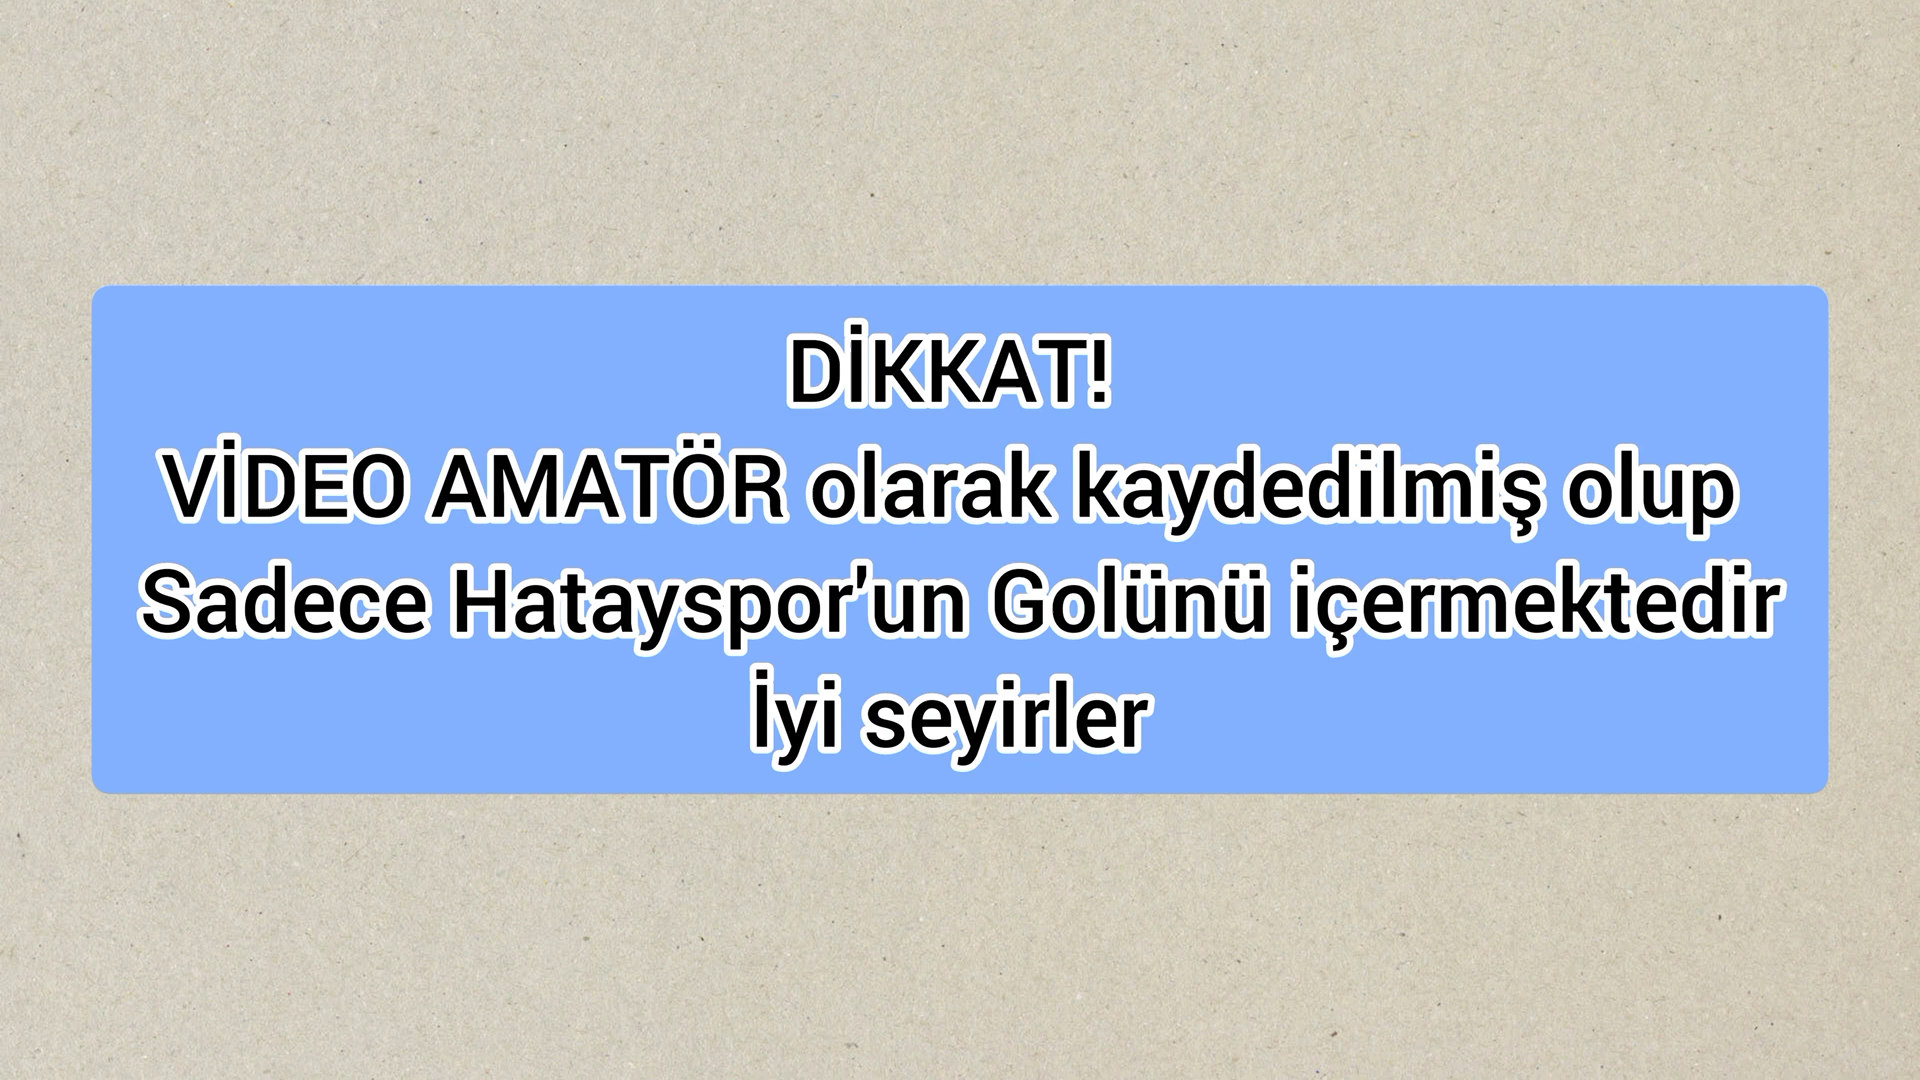 DİKKAT!
VİDEO AMATÖR olarak kaydedilmiş olup
Sadece Hatayspor'un Golünü içermektedir
İyi seyirler